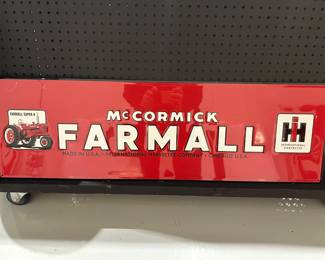 FARMALL SUPER A
McCORMICK
FARMALL
MADE IN U.S.A. - INTERNATIONAL HARVESTER COMPANY - CHICAGO U.S.A.
IH
INTERNATIONAL
HARVESTER